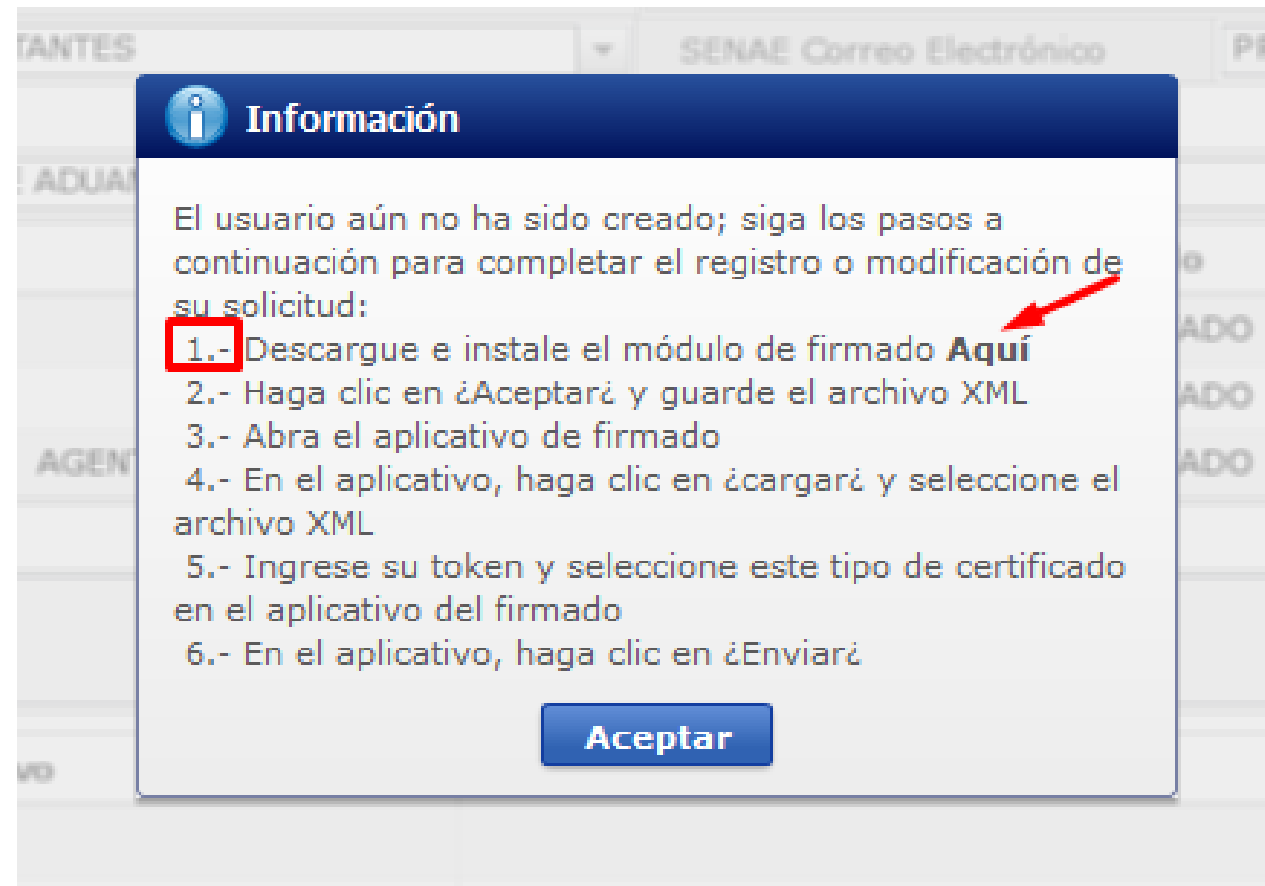 TANTES
SENAE Correo Electrónico
Información
El usuario aún no ha sido creado; siga los pasos a
continuación para completar el registro o modificación de
su solicitud:
1.- Descargue e instale el módulo de firmado Aquí
2.- Haga clic en ¿Aceptar¿ y guarde el archivo XML
3.- Abra el aplicativo de firmado
4.- En el aplicativo, haga clic en ¿cargar¿ y seleccione el
archivo XML
5.- Ingrese su token y seleccione este tipo de certificado
en el aplicativo del firmado
6.- En el aplicativo, haga clic en ¿Enviar¿
Aceptar